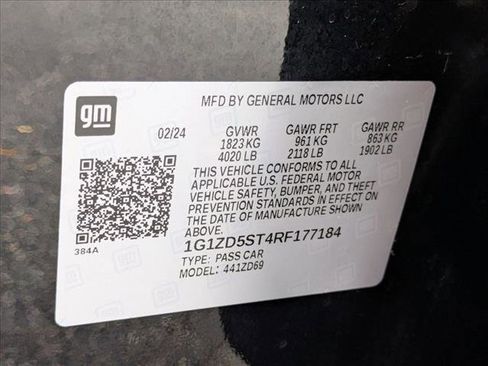 gm
MFD BY GENERAL MOTORS LLC
02/24 GVWR GAWR FRT GAWR RR
1823 KG 961 KG 863 KG
4020 LB 2118 LB 1902 LB
THIS VEHICLE CONFORMS TO ALL
APPLICABLE U.S. FEDERAL MOTOR
VEHICLE SAFETY, BUMPER, AND THEFT
PREVENTION STANDARDS IN EFFECT ON
THE DATE OF MANUFACTURE SHOWN
ABOVE.
1G1ZD5ST4RF177184
384A
TYPE: PASS CAR
MODEL: 441ZD69